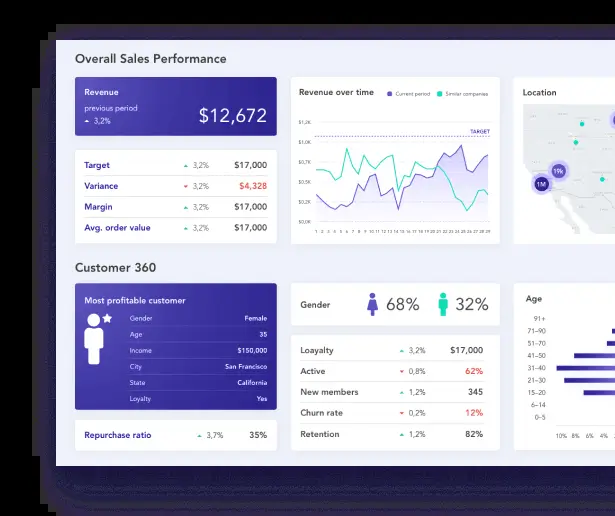 Overall Sales Performance
Revenue
previous period
3,2%
$12,672
Target 3,2% $17,000
Variance 3,2% $4,328
Margin 3,2% $17,000
Avg. order value 3,2% $17,000
Revenue over time
Current period Similar companies
TARGET
$1,2K
$1.0K
$0,7K
$0,5K
$0,2K
$0,0K
1 2 3 4 5 6 7 8 9 10 11 12 13 14 15 16 17 18 19 20 21 22 23 24 25 26 27 28 29
Location
19%
1M
Customer 360
Most profitable customer
Gender Female
Age 35
Income $150,000
City San Francisco
State California
Loyalty Yes
Repurchase ratio 3,7% 35%
Gender 68% 32%
Loayalty 3,2% $17,000
Active 0,8% 62%
New members 1,2% 345
Churn rate 0,2% 12%
Retention 1,2% 82%
Age
91+
71–90
51–70
41–50
31–40
21–30
15–20
6–14
0–5
10% 8% 6% 4%